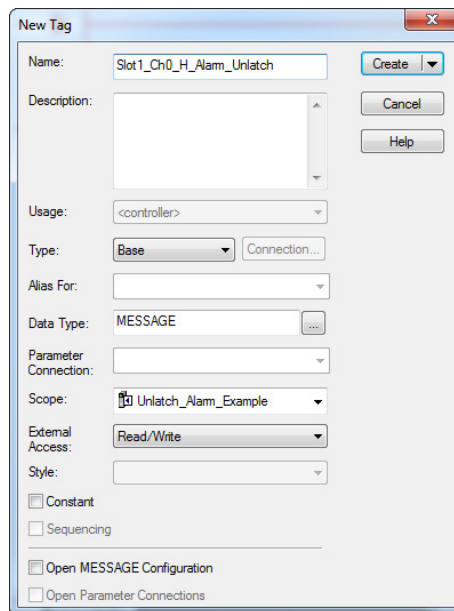 New Tag
Name: Slot1_Ch0_H_Alarm_Unlatch Create
Description: Cancel
Help
Usage: <controller>
Type: Base Connection...
Alias For:
Data Type: MESSAGE ...
Parameter
Connection:
Scope: Unlatch_Alarm_Example
External
Access: Read/Write
Style:
Constant
Sequencing
Open MESSAGE Configuration
Open Parameter Connections